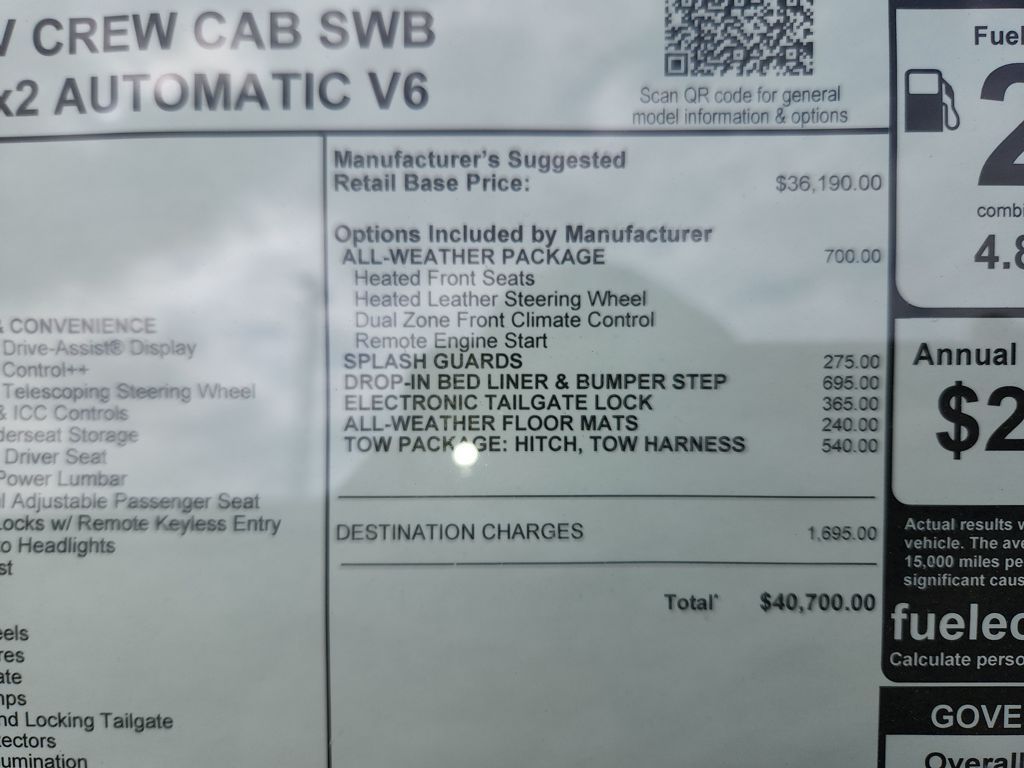 V CREW CAB SWB
x2 AUTOMATIC V6
Scan QR code for general
model information & options
Manufacturer's Suggested
Retail Base Price: $36,190.00
Options Included by Manufacturer
ALL-WEATHER PACKAGE 700.00
Heated Front Seats
Heated Leather Steering Wheel
Dual Zone Front Climate Control
Remote Engine Start
SPLASH GUARDS 275.00
DROP-IN BED LINER & BUMPER STEP 695.00
ELECTRONIC TAILGATE LOCK 365.00
ALL-WEATHER FLOOR MATS 240.00
TOW PACKAGE: HITCH, TOW HARNESS 540.00
DESTINATION CHARGES 1,695.00
Total* $40,700.00
& CONVENIENCE
Drive-Assist® Display
Control++
Telescoping Steering Wheel
& ICC Controls
derseat Storage
Driver Seat
Power Lumbar
l Adjustable Passenger Seat
Locks w/ Remote Keyless Entry
to Headlights
st
eels
res
ate
mps
nd Locking Tailgate
tectors
umination
Fuel
2
combi
4.8
Annual
$2
Actual results v
vehicle. The ave
15,000 miles pe
significant caus
fueleco
Calculate perso
GOVE
Overall